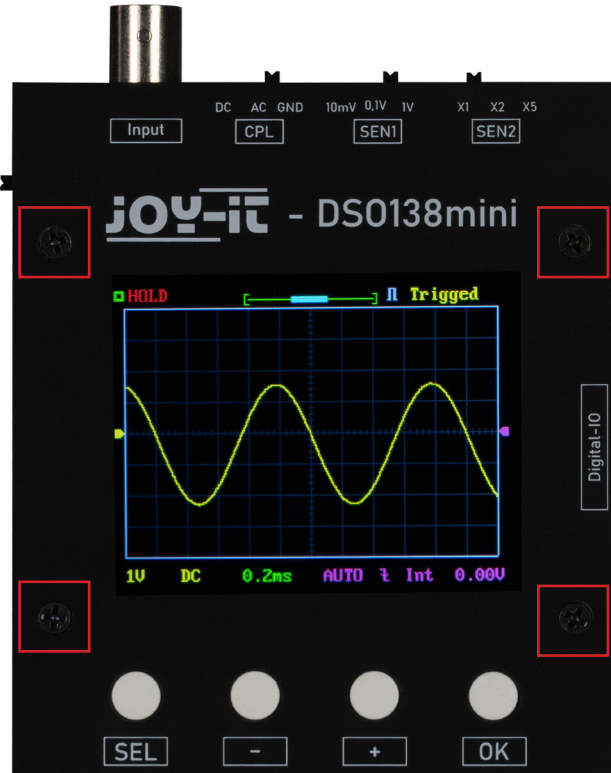 DC AC GND 10mV 0,1V 1V X1 X2 X5
Input CPL SEN1 SEN2
JOY-iT - DSO138mini
HOLD Trigged
Digital-IO
1V DC 0.2ms AUTO Int 0.00V
SEL - + OK